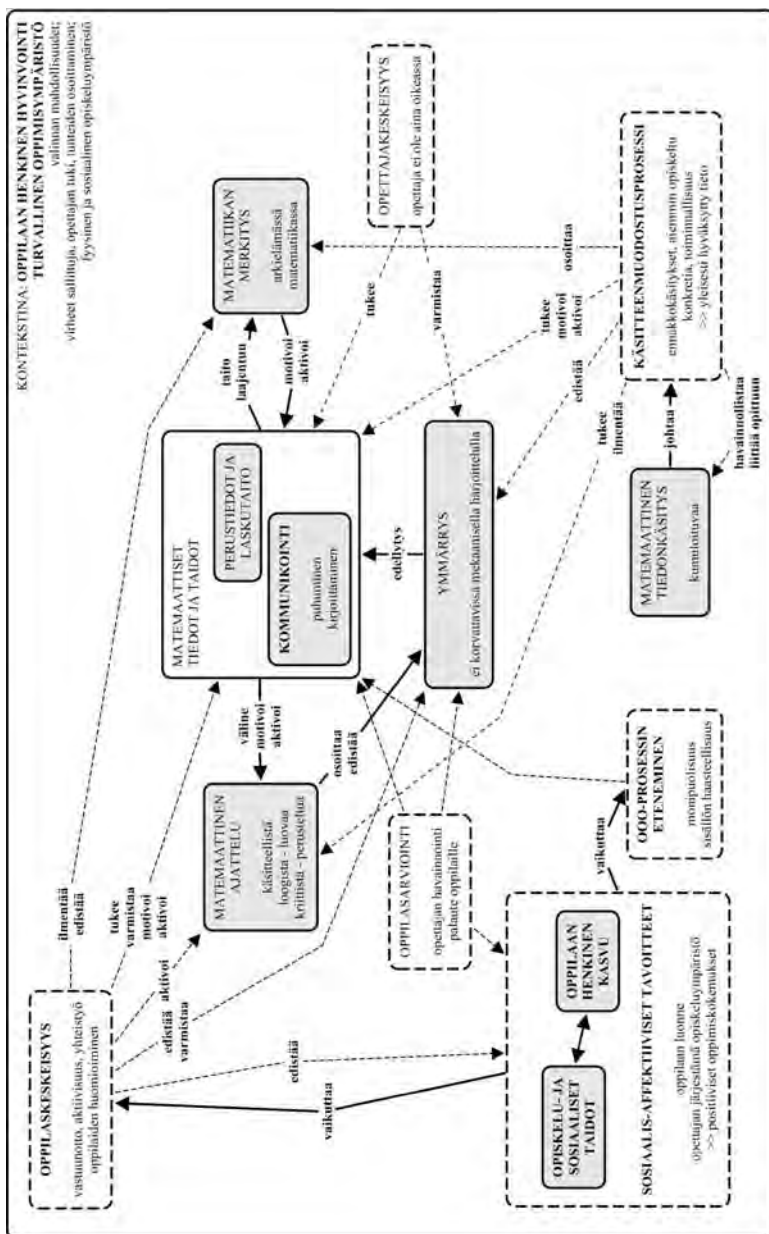 KONTEKSTINA: OPPILAAN HENKINEN HYVINVOINTI
TURVALLINEN OPPIMISYMPÄRISTÖ
valinnan mahdollisuudet;
virheet sallittuja, opettajan tuki, tunteiden osoittaminen;
fyysinen ja sosiaalinen opiskeluympäristö
OPPILASKESKEISYYS
vastuunotto, aktiivisuus, yhteistyö
oppilaiden huomioiminen
ilmentää
edistää
tukee
varmistaa
motivoi
aktivoi
aktivoi
edistää
varmistaa
edistää
vaikuttaa
MATEMATIIKAN
MERKITYS
arkielämässä
matematiikassa
taito
laajentuu
motivoi
aktivoi
MATEMAATTISET
TIEDOT JA TAIDOT
PERUSTIEDOT JA
LASKUTAITO
KOMMUNIKOINTI
puhuminen
kirjoittaminen
väline
motivoi
aktivoi
MATEMAATTINEN
AJATTELU
käsitteellistä
loogista - luovaa
kriittistä - perusteltua
osoittaa
edistää
edellytys
YMMÄRRYS
ei korvattavissa mekaanisella harjoittelulla
OPETTAJAKESKEISYYS
opettaja ei ole aina oikeassa
tukee
varmistaa
OPPILASARVIOINTI
opettajan havainnointi
palaute oppilaille
osoittaa
tukee
motivoi
aktivoi
edistää
tukee
ilmentää
KÄSITTEENMUODOSTUSPROSESSI
ennakkokäsitykset, aiemmin opiskeltu
konkretia, toiminnallisuus
>> yleisesti hyväksytty tieto
johtaa
havainnollistaa
liittää opittuun
MATEMAATTINEN
TIEDONKÄSITYS
kunnioittavaa
OOO-PROSESSIN
ETENEMINEN
monipuolisuus
sisällön haasteellisuus
vaikuttaa
OPISKELU- JA
SOSIAALISET
TAIDOT
OPPILAAN
HENKINEN
KASVU
SOSIAALIS-AFFEKTIIVISET TAVOITTEET
oppilaan luonne
opettajan järjestämä opiskeluympäristö
>> positiiviset oppimiskokemukset